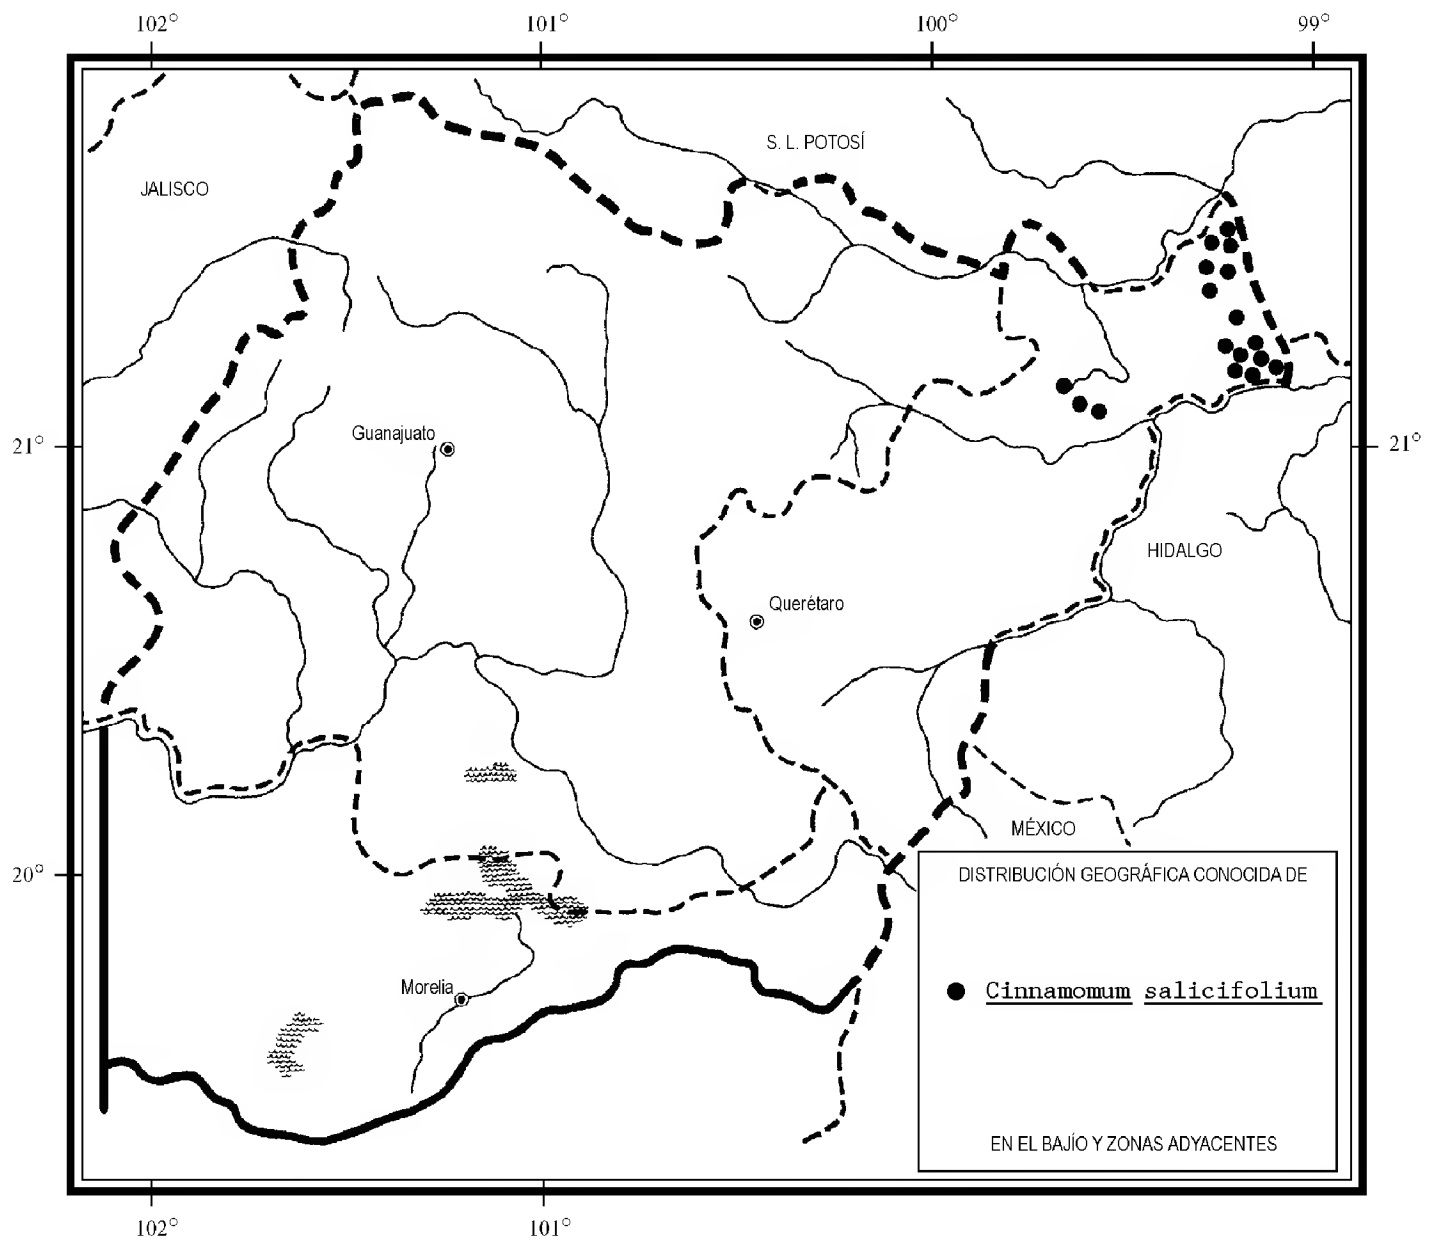 102° 101° 100° 99°
S. L. POTOSÍ
JALISCO
Guanajuato
21° 21°
HIDALGO
Querétaro
MÉXICO
20°
DISTRIBUCIÓN GEOGRÁFICA CONOCIDA DE
Morelia
Cinnamomum salicifolium
EN EL BAJÍO Y ZONAS ADYACENTES
102° 101°